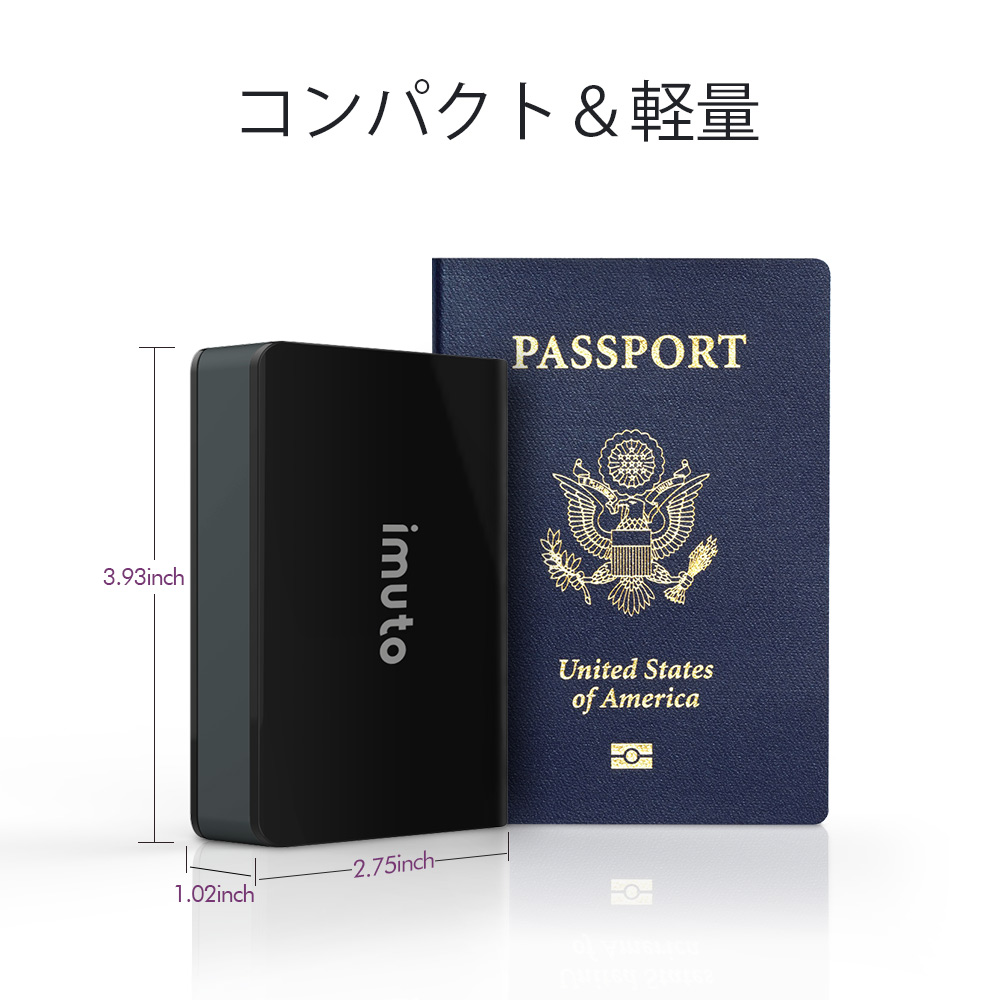 コンパクト＆軽量
PASSPORT
imuto
3.93inch
United States
of America
2.75inch
1.02inch